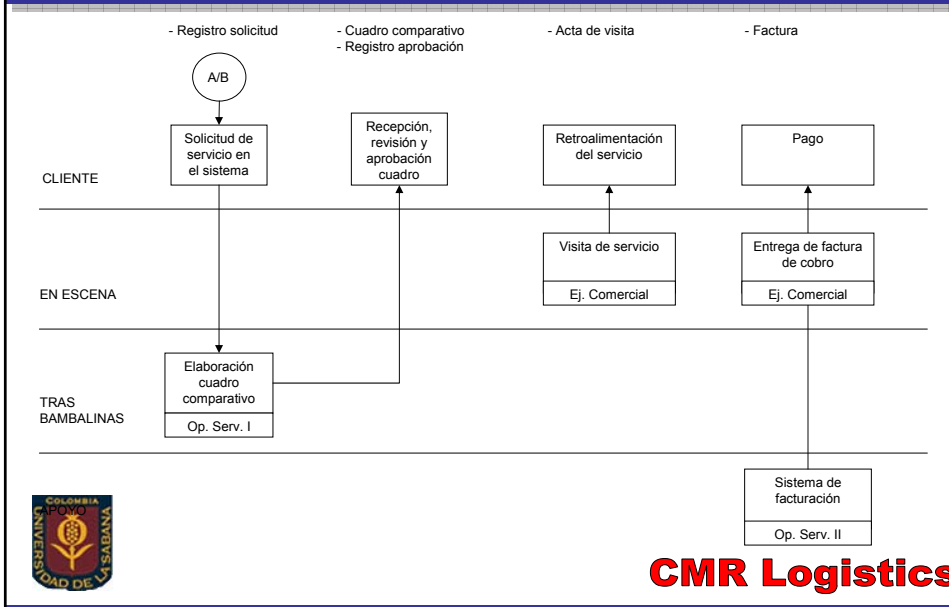 - Registro solicitud
- Cuadro comparativo
- Registro aprobación
- Acta de visita
- Factura
A/B
Solicitud de
servicio en
el sistema
Recepción,
revisión y
aprobación
cuadro
Retroalimentación
del servicio
Pago
CLIENTE
Visita de servicio
Ej. Comercial
Entrega de factura
de cobro
Ej. Comercial
EN ESCENA
Elaboración
cuadro
comparativo
Op. Serv. I
TRAS
BAMBALINAS
Sistema de
facturación
Op. Serv. II
APOYO
COLOMBIA
UNIVERSIDAD DE LA SABANA
CMR Logistics